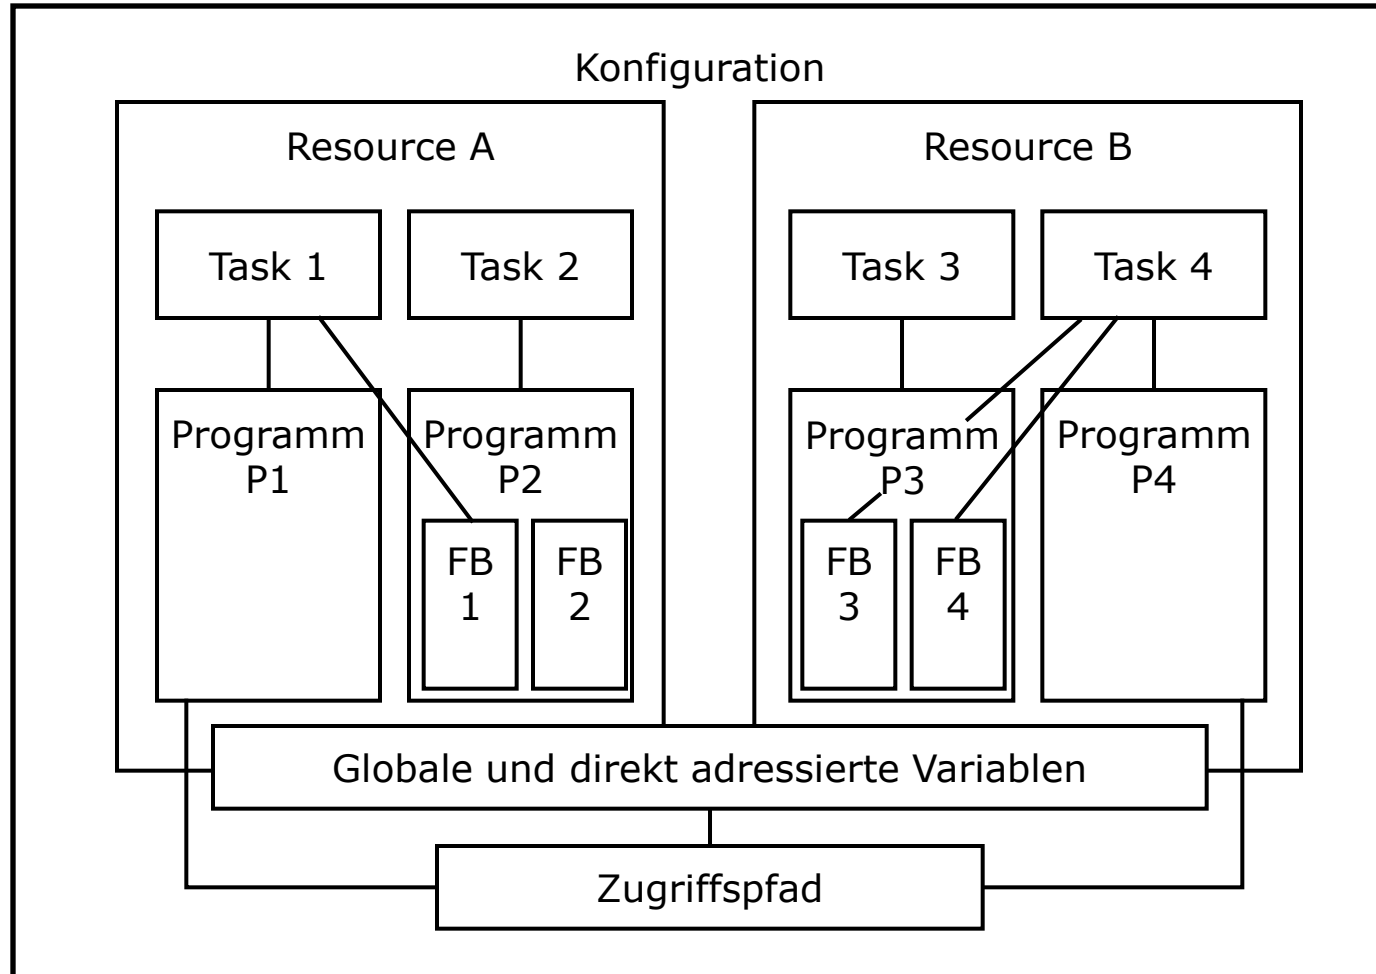 Konfiguration
Resource A
Resource B
Task 1
Task 2
Task 3
Task 4
Programm
P1
Programm
P2
Programm
P3
Programm
P4
FB
1
FB
2
FB
3
FB
4
Globale und direkt adressierte Variablen
Zugriffspfad